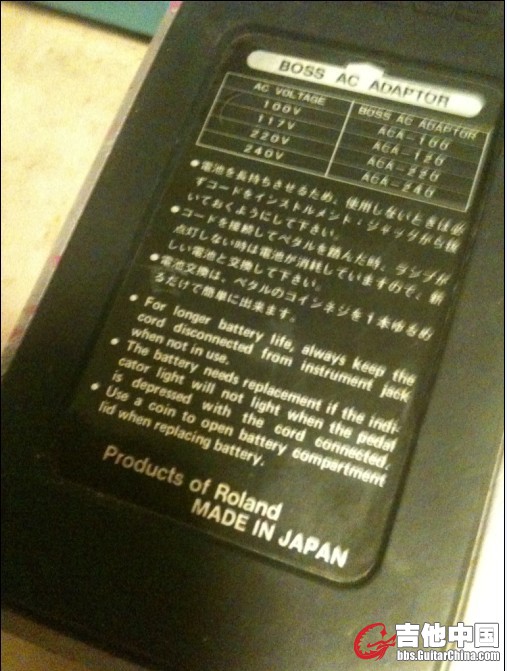 BOSS AC ADAPTOR
AC VOLTAGE BOSS AC ADAPTOR
100V ACA-100
117V ACA-120
220V ACA-220
240V ACA-240
●電池を長持ちさせるため、使用しないときは必
ずコードをインストルメント・ジャックから抜
いておくようにして下さい。
●コードを接続してペダルを踏んだ時、ランプが
点灯しない時は電池が消耗していますので、新
しい電池と交換して下さい。
●電池交換は、ペダルのコインネジを1本ゆるめ
るだけで簡単に出来ます。
● For longer battery life, always keep the
cord disconnected from instrument jack
when not in use.
● The battery needs replacement if the indi-
cator light will not light when the pedal
is depressed with the cord connected.
● Use a coin to open battery compartment
lid when replacing battery.
Products of Roland
MADE IN JAPAN
吉他中国
bbs.GuitarChina.com